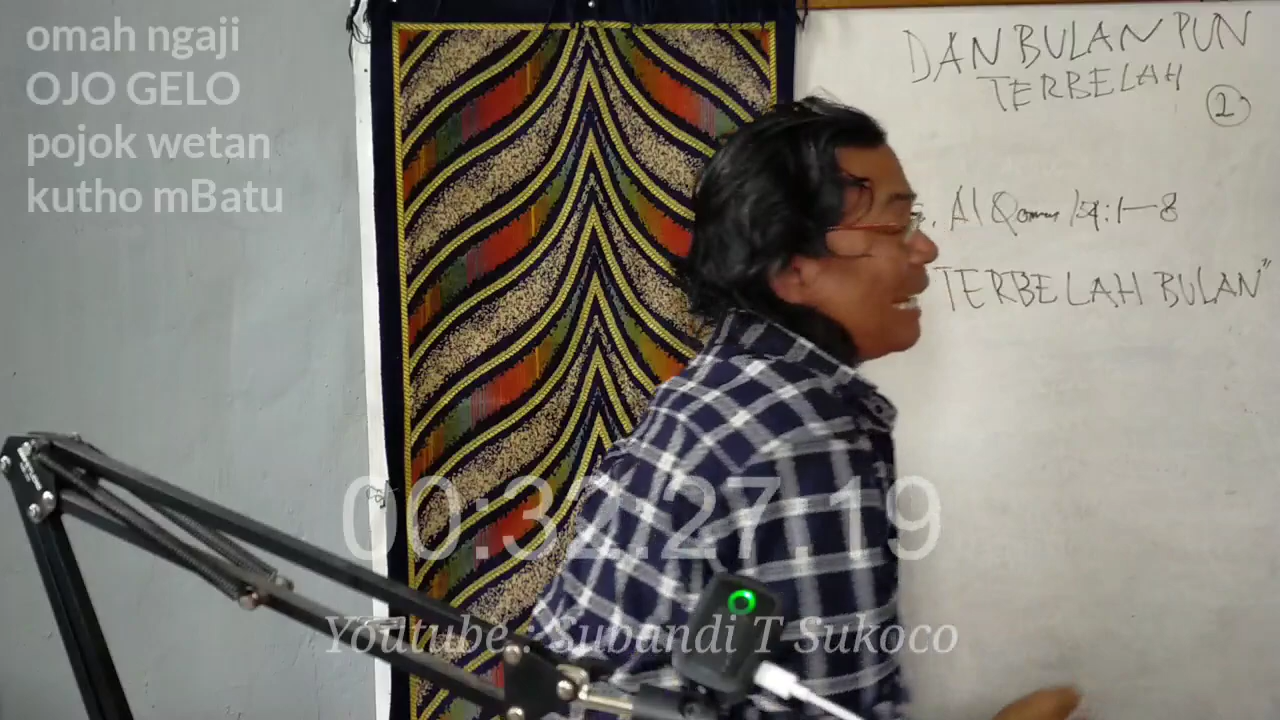 omah ngaji
OJO GELO
pojok wetan
kutho mBatu
DAN BULAN PUN
TERBELAH
2
Al Qomar /54:1-8
TERBELAH BULAN"
00:32:27.19
Youtube : Subandi T Sukoco